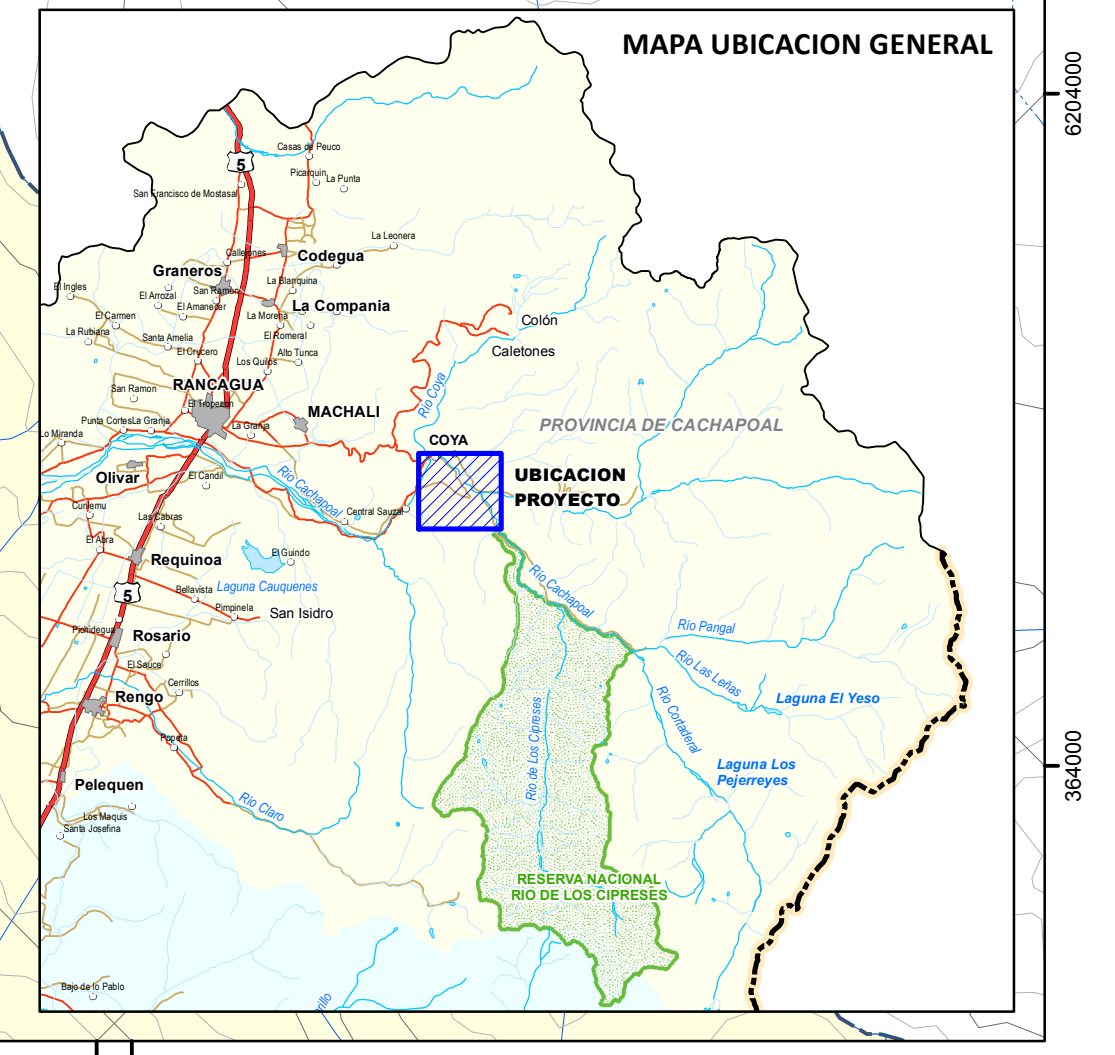 MAPA UBICACION GENERAL
6204000
Casas de Peuco
5
Picarquin
La Punta
San Francisco de Mostasal
La Leonera
Callejones
Codegua
Graneros
La Blanquina
El Ingles
San Ramon
El Arrozal
El Amanecer
La Compania
La Morena
El Carmen
Colón
La Rubiana
Santa Amelia
El Romeral
El Crucero
Alto Tunca
Caletones
Los Quilos
RANCAGUA
San Ramon
Rio Coya
El Tropezon
MACHALI
Punta Cortes
La Granja
La Granja
PROVINCIA DE CACHAPOAL
Lo Miranda
COYA
Olivar
El Candil
Rio Cachapoal
UBICACION
PROYECTO
Curilemu
Central Sauzal
Las Cabras
El Abra
Requinoa
El Guindo
Laguna Cauquenes
5
Bellavista
Rio Cachapoal
Pimpinela
San Isidro
Pichidegua
Rosario
Rio Pangal
El Sauce
Rio Las Leñas
Cerrillos
Rengo
Laguna El Yeso
Rio Cortaderal
Popeta
Rio de Los Cipreses
Laguna Los
Pejerreyes
364000
Pelequen
Rio Claro
Los Maquis
Santa Josefina
RESERVA NACIONAL
RIO DE LOS CIPRESES
Bajo de lo Pablo
rillo